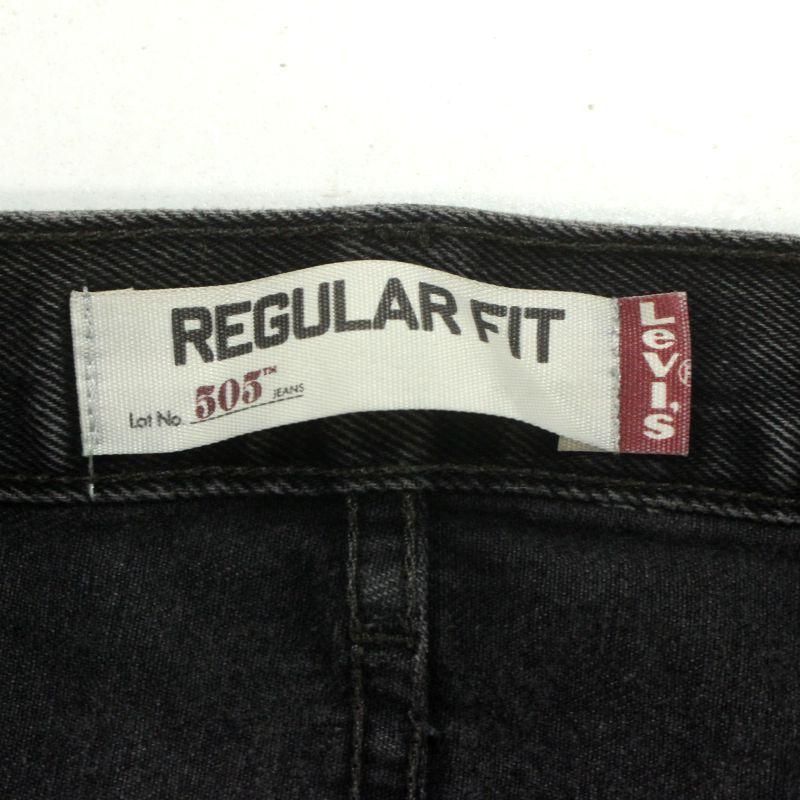 REGULAR FIT
Lot No. 505™ JEANS
Levi's®